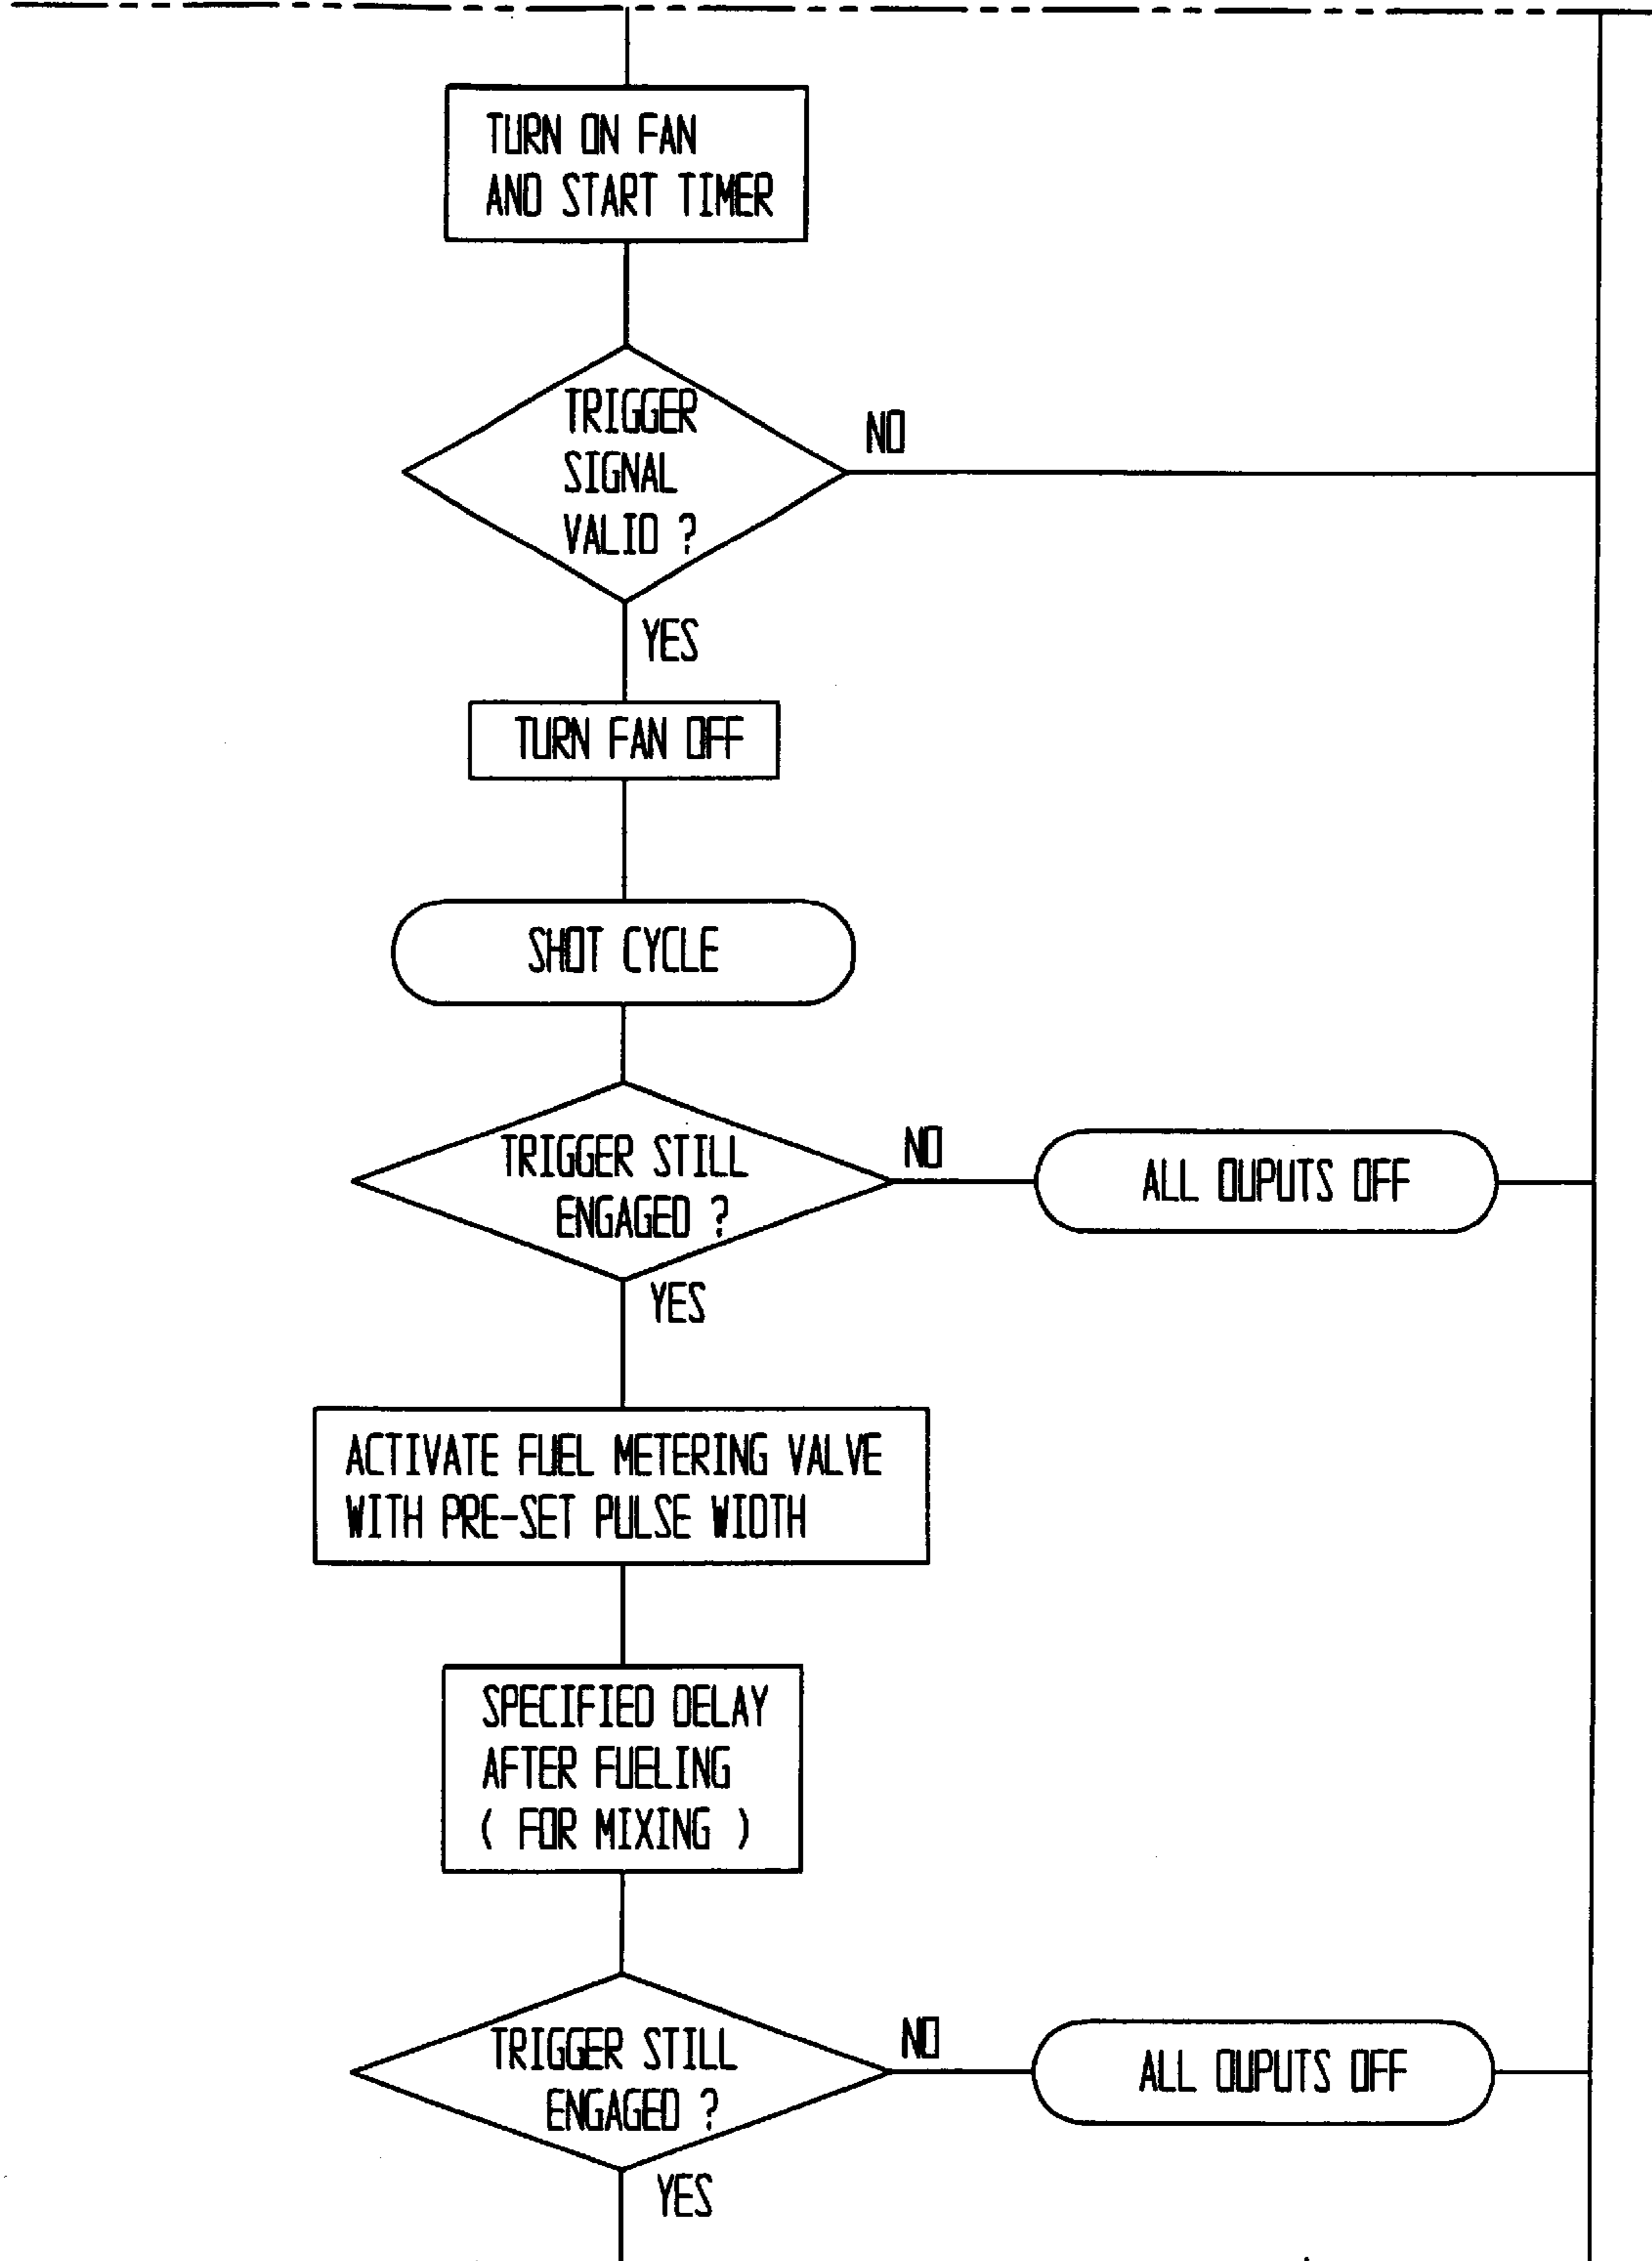 TURN ON FAN
AND START TIMER
TRIGGER
SIGNAL
VALID ?
NO
YES
TURN FAN OFF
SHOT CYCLE
TRIGGER STILL
ENGAGED ?
NO
ALL OUPUTS OFF
YES
ACTIVATE FUEL METERING VALVE
WITH PRE-SET PULSE WIDTH
SPECIFIED DELAY
AFTER FUELING
( FOR MIXING )
TRIGGER STILL
ENGAGED ?
NO
ALL OUPUTS OFF
YES